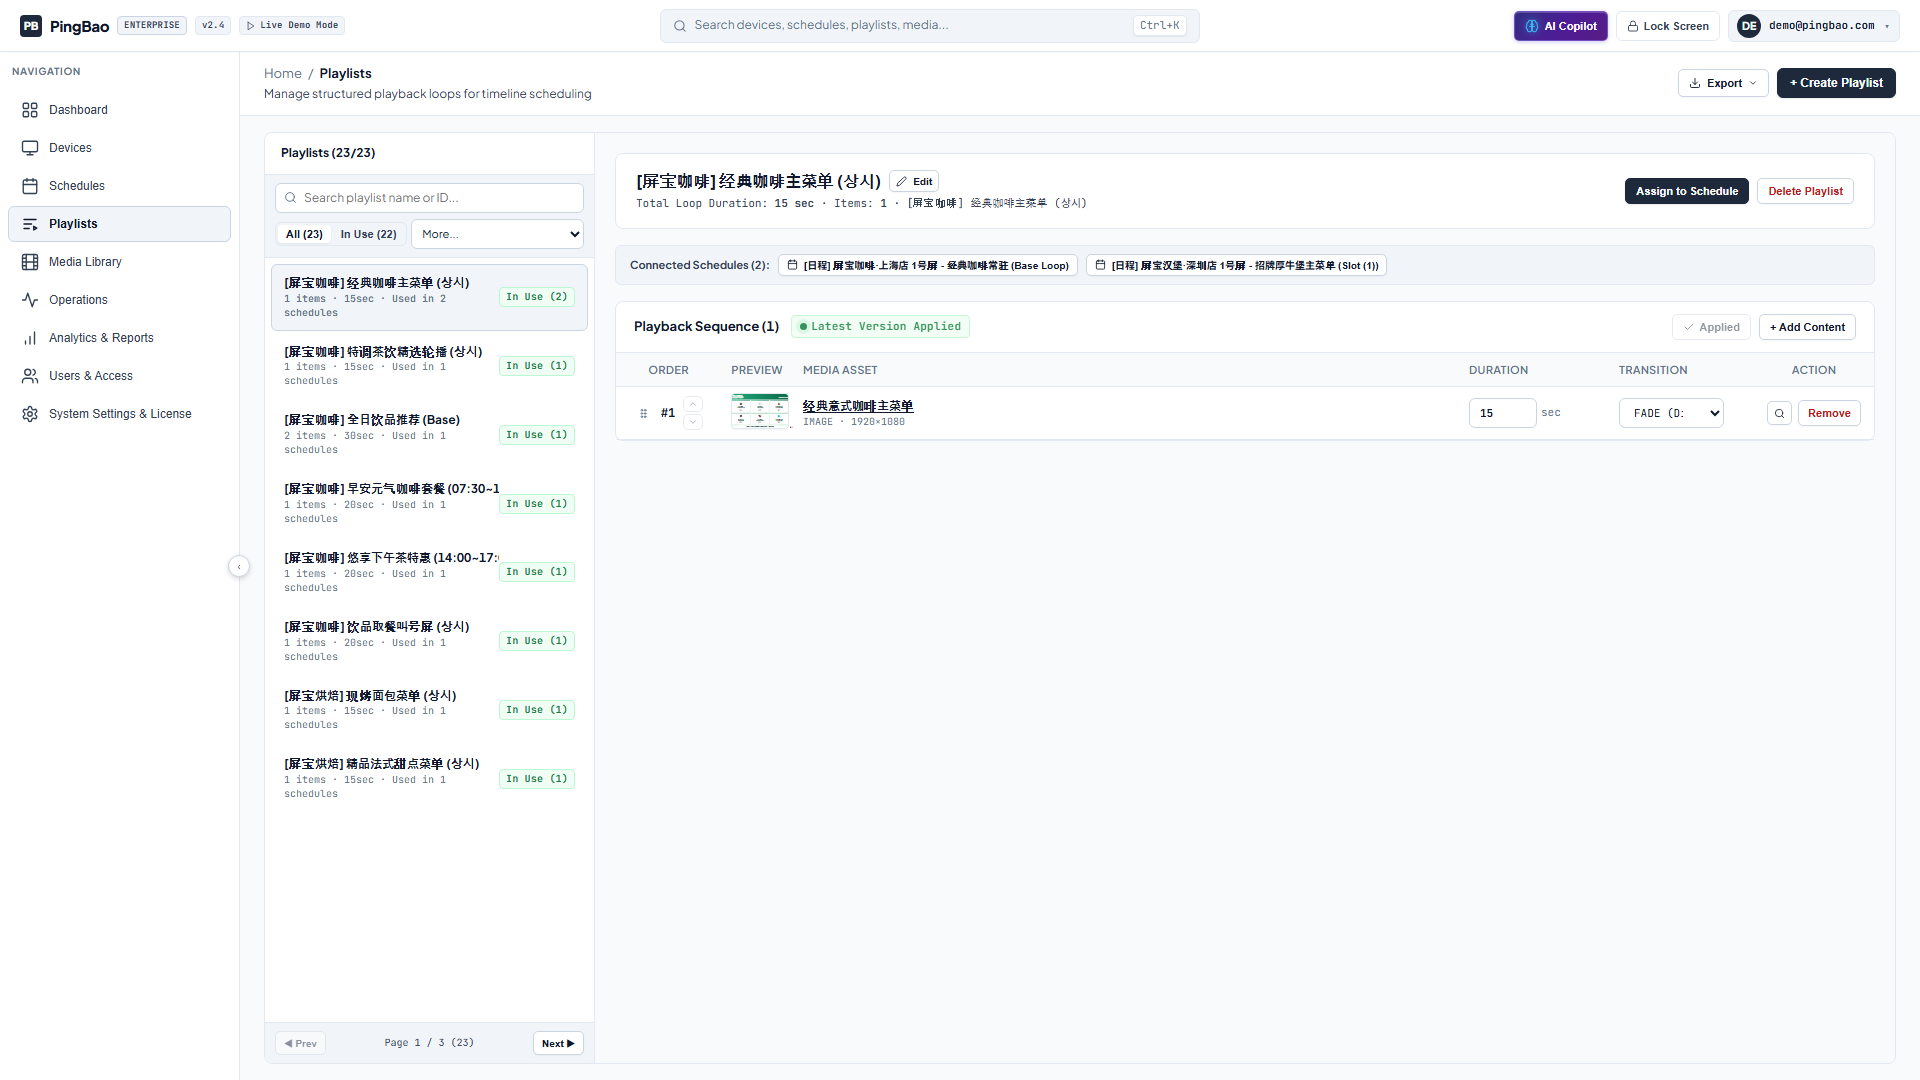 PB PingBao ENTERPRISE v2.4 Live Demo Mode
Search devices, schedules, playlists, media... Ctrl+K
AI Copilot Lock Screen DE demo@pingbao.com
NAVIGATION
Dashboard
Devices
Schedules
Playlists
Media Library
Operations
Analytics & Reports
Users & Access
System Settings & License
Home / Playlists
Manage structured playback loops for timeline scheduling
Export + Create Playlist
Playlists (23/23)
Search playlist name or ID...
All (23) In Use (22) More...
[屏宝咖啡] 经典咖啡主菜单 (상시)
1 items · 15sec · Used in 2
schedules
In Use (2)
[屏宝咖啡] 特调茶饮精选轮播 (상시)
1 items · 15sec · Used in 1
schedules
In Use (1)
[屏宝咖啡] 全日饮品推荐 (Base)
2 items · 30sec · Used in 1
schedules
In Use (1)
[屏宝咖啡] 早安元气咖啡套餐 (07:30~1
1 items · 20sec · Used in 1
schedules
In Use (1)
[屏宝咖啡] 悠享下午茶特惠 (14:00~17:
1 items · 20sec · Used in 1
schedules
In Use (1)
[屏宝咖啡] 饮品取餐叫号屏 (상시)
1 items · 20sec · Used in 1
schedules
In Use (1)
[屏宝烘焙] 现烤面包菜单 (상시)
1 items · 15sec · Used in 1
schedules
In Use (1)
[屏宝烘焙] 精品法式甜点菜单 (상시)
1 items · 15sec · Used in 1
schedules
In Use (1)
◀ Prev Page 1 / 3 (23) Next ▶
[屏宝咖啡] 经典咖啡主菜单 (상시) Edit
Total Loop Duration: 15 sec · Items: 1 · [屏宝咖啡] 经典咖啡主菜单 (상시)
Assign to Schedule Delete Playlist
Connected Schedules (2): [日程] 屏宝咖啡·上海店 1号屏 - 经典咖啡常驻 (Base Loop) [日程] 屏宝汉堡·深圳店 1号屏 - 招牌厚牛堡主菜单 (Slot (1))
Playback Sequence (1) Latest Version Applied Applied + Add Content
ORDER PREVIEW MEDIA ASSET DURATION TRANSITION ACTION
#1 经典意式咖啡主菜单 15 sec FADE (D: Remove
IMAGE · 1920×1080